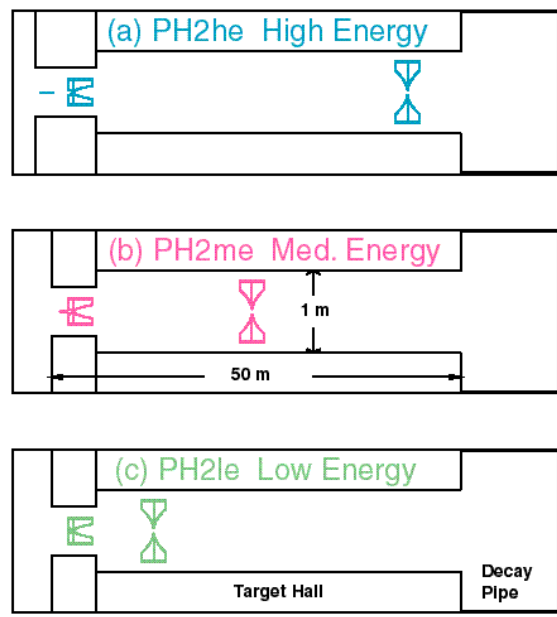 (a) PH2he High Energy
(b) PH2me Med. Energy
1 m
50 m
(c) PH2le Low Energy
Target Hall
Decay
Pipe